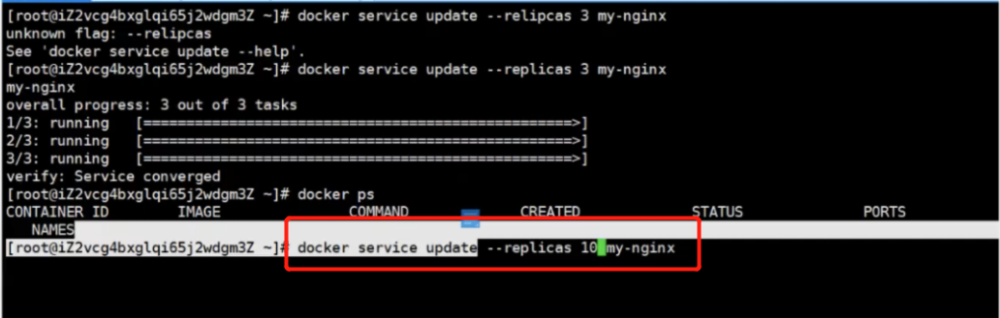 [root@iZ2vcg4bxglqi65j2wdgm3Z ~]# docker service update --relipcas 3 my-nginx
unknown flag: --relipcas
See 'docker service update --help'.
[root@iZ2vcg4bxglqi65j2wdgm3Z ~]# docker service update --replicas 3 my-nginx
my-nginx
overall progress: 3 out of 3 tasks
1/3: running   [==================================================>]
2/3: running   [==================================================>]
3/3: running   [==================================================>]
verify: Service converged
[root@iZ2vcg4bxglqi65j2wdgm3Z ~]# docker ps
CONTAINER ID        IMAGE               COMMAND             CREATED             STATUS              PORTS
NAMES
[root@iZ2vcg4bxglqi65j2wdgm3Z ~]# docker service update --replicas 10 my-nginx